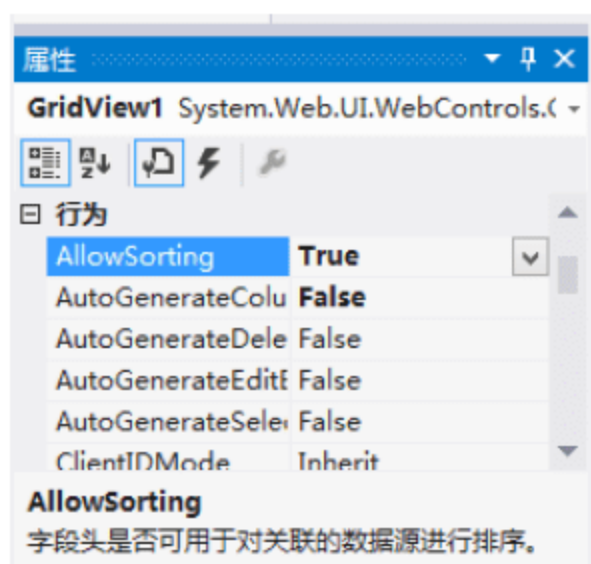 属性
GridView1 System.Web.UI.WebControls.(
行为
AllowSorting True
AutoGenerateColu False
AutoGenerateDele False
AutoGenerateEditE False
AutoGenerateSele False
ClientIDMode Inherit
AllowSorting
字段头是否可用于对关联的数据源进行排序。